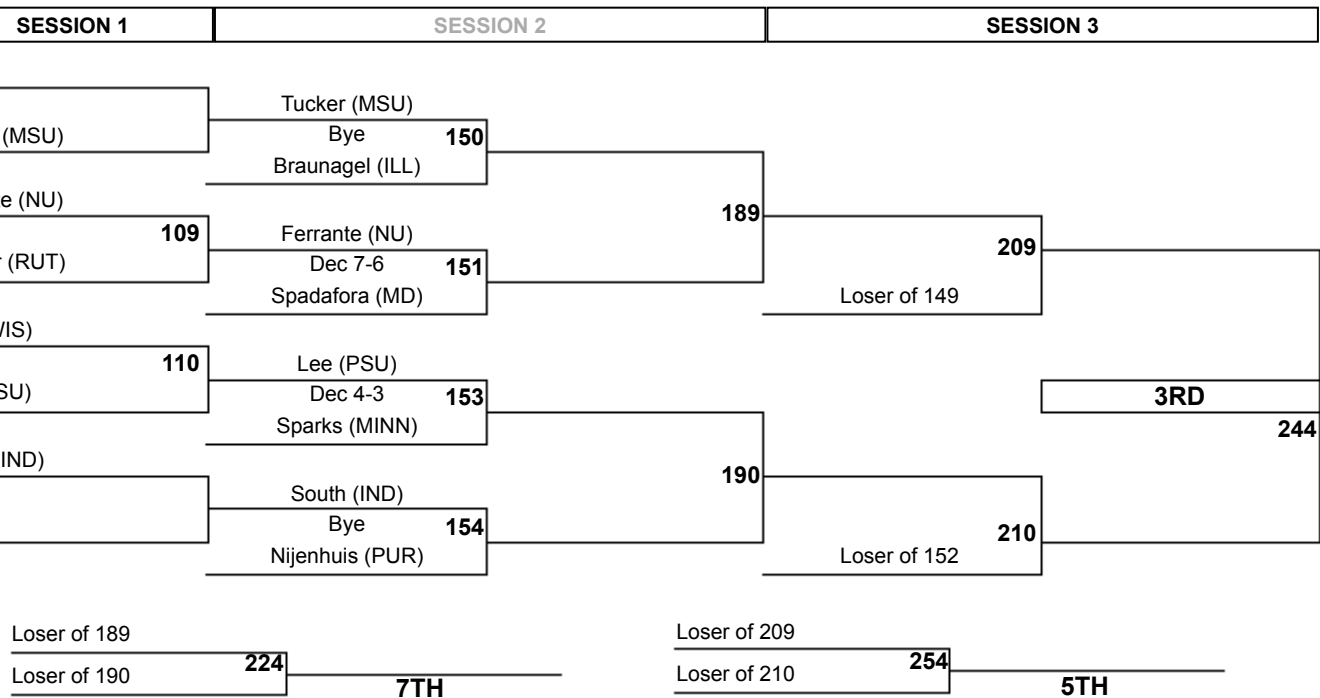 SESSION 1
SESSION 2
SESSION 3
(MSU)
e (NU)
109
(RUT)
IS)
110
SU)
IND)
Tucker (MSU)
Bye
150
Braunagel (ILL)
Ferrante (NU)
Dec 7-6
151
Spadafora (MD)
Lee (PSU)
Dec 4-3
153
Sparks (MINN)
South (IND)
Bye
154
Nijenhuis (PUR)
189
190
209
Loser of 149
210
Loser of 152
3RD
244
Loser of 189
224
Loser of 190
7TH
Loser of 209
254
Loser of 210
5TH